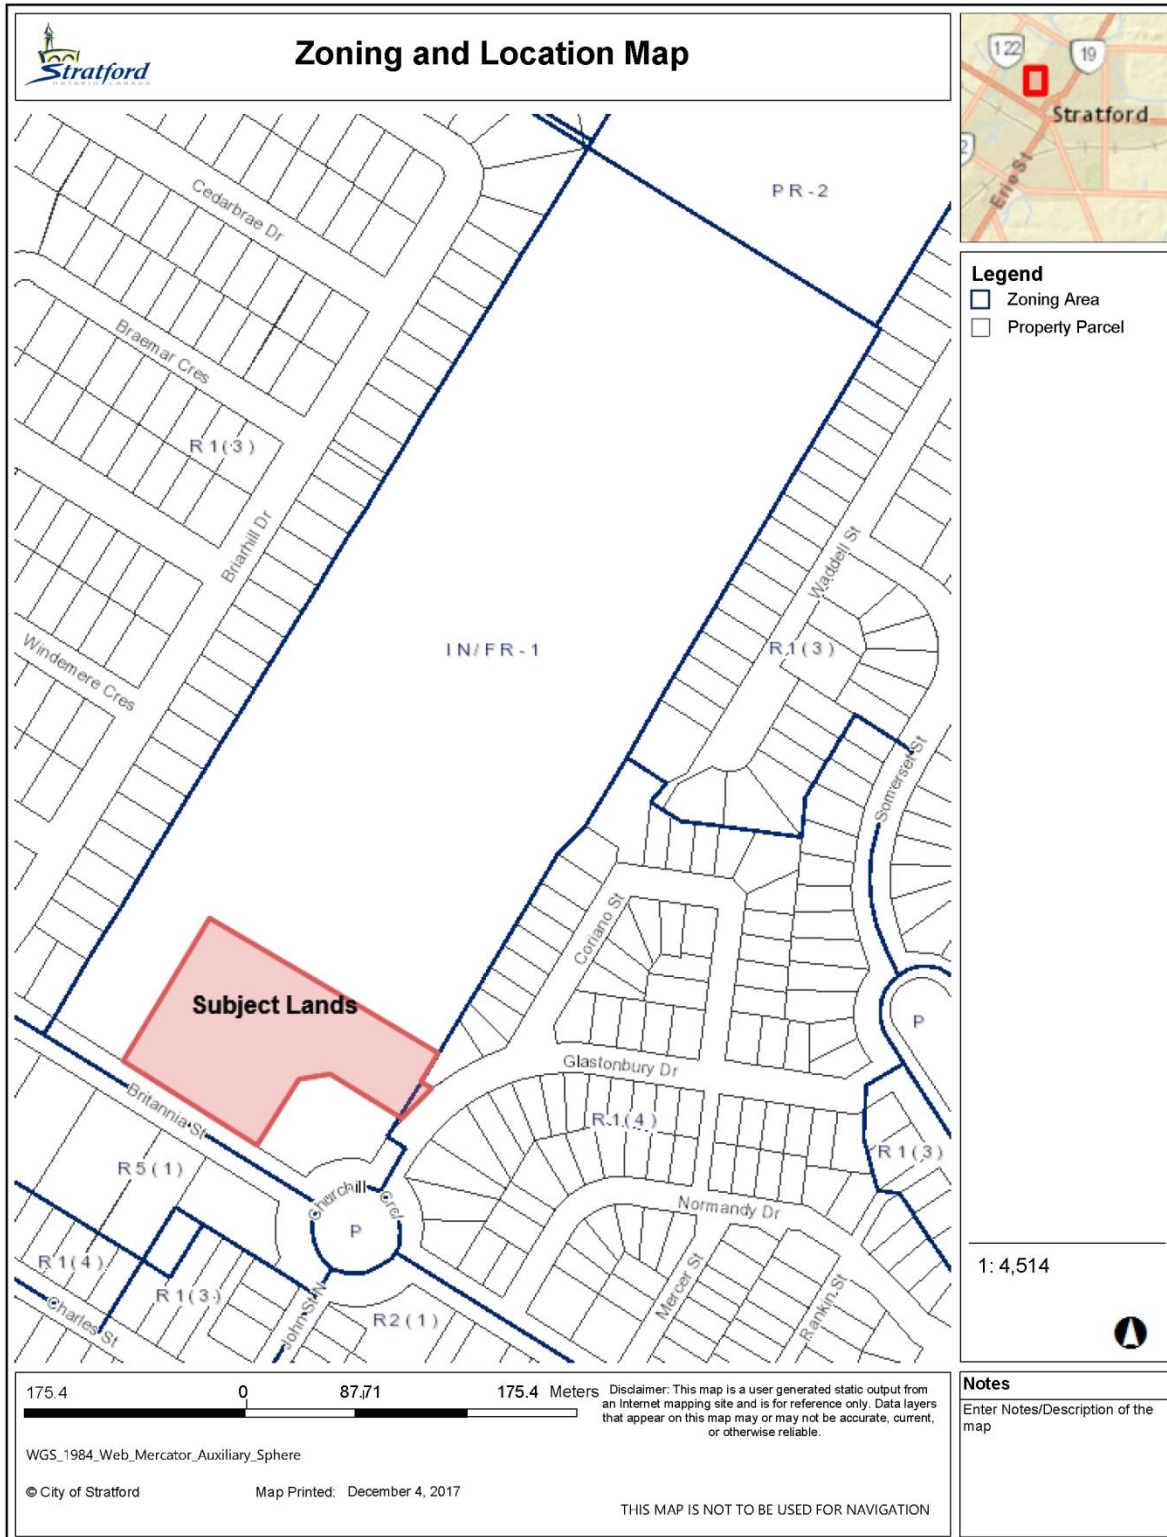 Stratford
ONTARIO CANADA
Zoning and Location Map
122
19
Stratford
Erie St
2
Legend
Zoning Area
Property Parcel
PR-2
Cedarbrae Dr
Braemar Cres
R1(3)
Briarhill Dr
Waddell St
Windemere Cres
IN/FR-1
R1(3)
Somerset St
Coriano St
Subject Lands
P
Glastonbury Dr
Britannia St
R1(4)
R1(3)
R5(1)
Churchill Circl
Normandy Dr
P
R1(4)
R1(3)
Charles St
John St N
R2(1)
Mercer St
Rankin St
1: 4,514
175.4 0 87.71 175.4 Meters
WGS_1984_Web_Mercator_Auxiliary_Sphere
© City of Stratford Map Printed: December 4, 2017
Disclaimer: This map is a user generated static output from
an Internet mapping site and is for reference only. Data layers
that appear on this map may or may not be accurate, current,
or otherwise reliable.
THIS MAP IS NOT TO BE USED FOR NAVIGATION
Notes
Enter Notes/Description of the
map